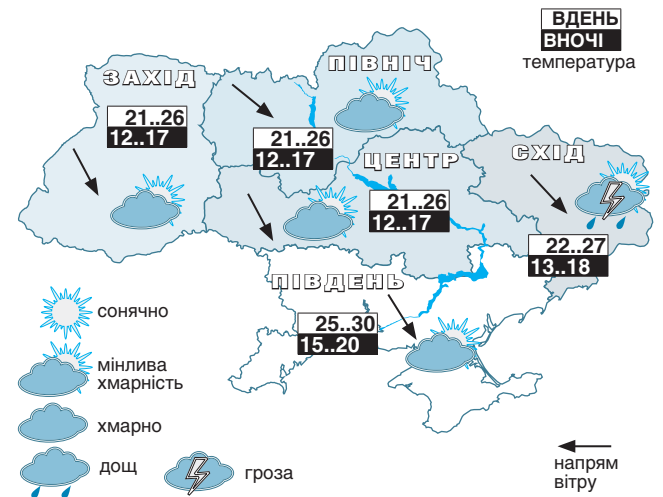 ВДЕНЬ
ВНОЧІ
температура
ПІВНІЧ
ЗАХІД
21..26
12..17
21..26
12..17
ЦЕНТР
СХІД
21..26
12..17
22..27
13..18
ПІВДЕНЬ
25..30
15..20
сонячно
мінлива
хмарність
хмарно
дощ
гроза
напрям
вітру